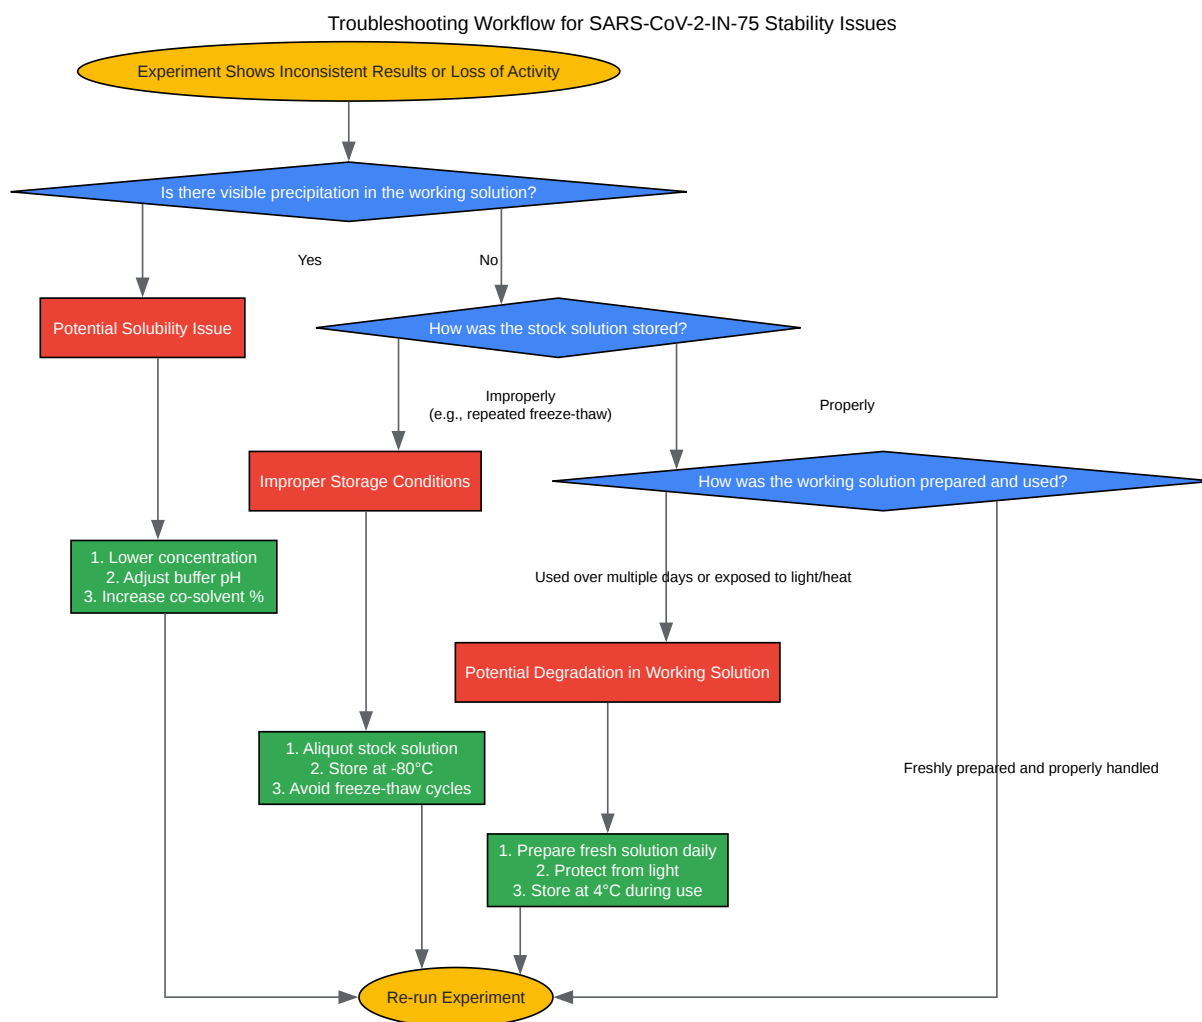 Troubleshooting Workflow for SARS-CoV-2-IN-75 Stability Issues
Experiment Shows Inconsistent Results or Loss of Activity
Is there visible precipitation in the working solution?
Yes
No
Potential Solubility Issue
How was the stock solution stored?
Improperly
(e.g., repeated freeze-thaw)
Properly
Improper Storage Conditions
How was the working solution prepared and used?
1. Lower concentration
2. Adjust buffer pH
3. Increase co-solvent %
Used over multiple days or exposed to light/heat
Potential Degradation in Working Solution
1. Aliquot stock solution
2. Store at -80°C
3. Avoid freeze-thaw cycles
Freshly prepared and properly handled
1. Prepare fresh solution daily
2. Protect from light
3. Store at 4°C during use
Re-run Experiment